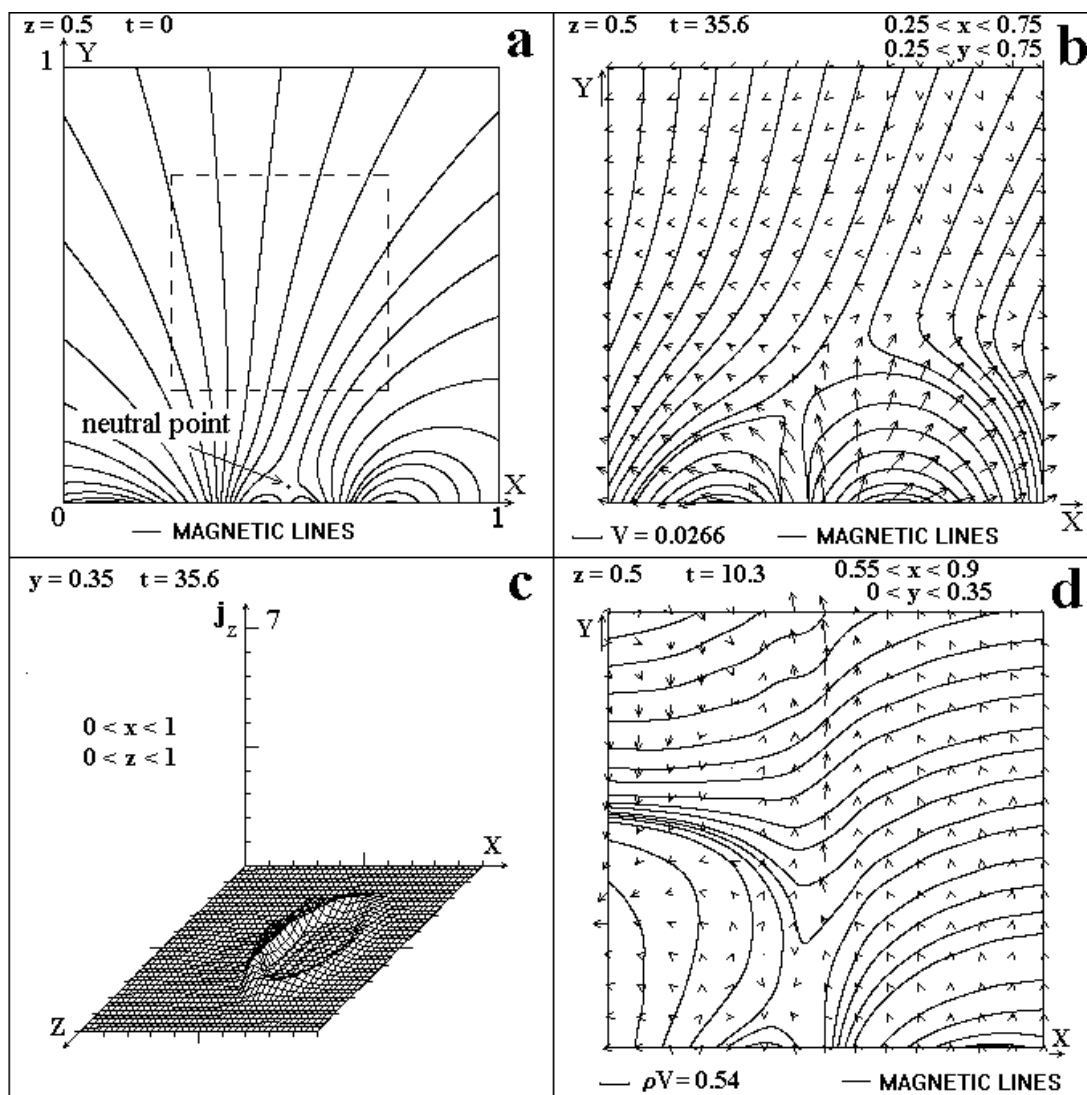 z = 0.5 t = 0
a
Y
1
neutral point
X
0
1
— MAGNETIC LINES
z = 0.5 t = 35.6
0.25 < x < 0.75
0.25 < y < 0.75
b
Y
X
V = 0.0266
— MAGNETIC LINES
y = 0.35 t = 35.6
c
j z
7
0 < x < 1
0 < z < 1
X
Z
z = 0.5 t = 10.3
0.55 < x < 0.9
0 < y < 0.35
d
Y
X
ρV = 0.54
— MAGNETIC LINES